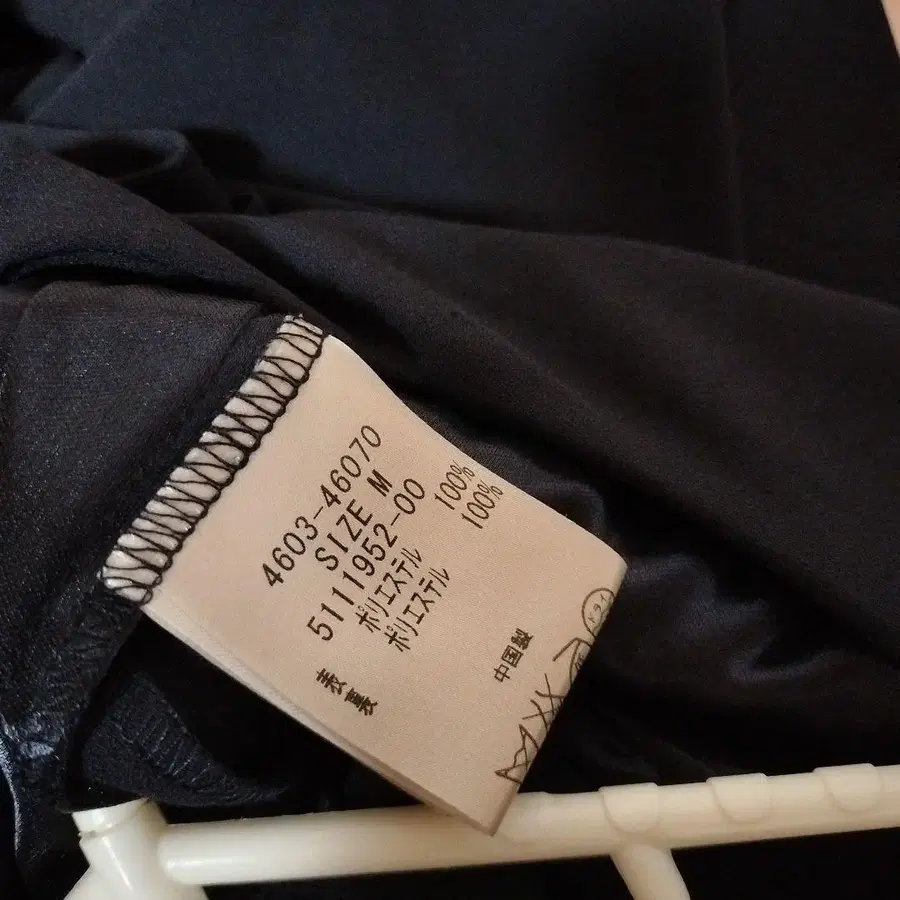 4603-46070
SIZE M
5111952-00
表 ポリエステル 100%
裏 ポリエステル 100%
中国製